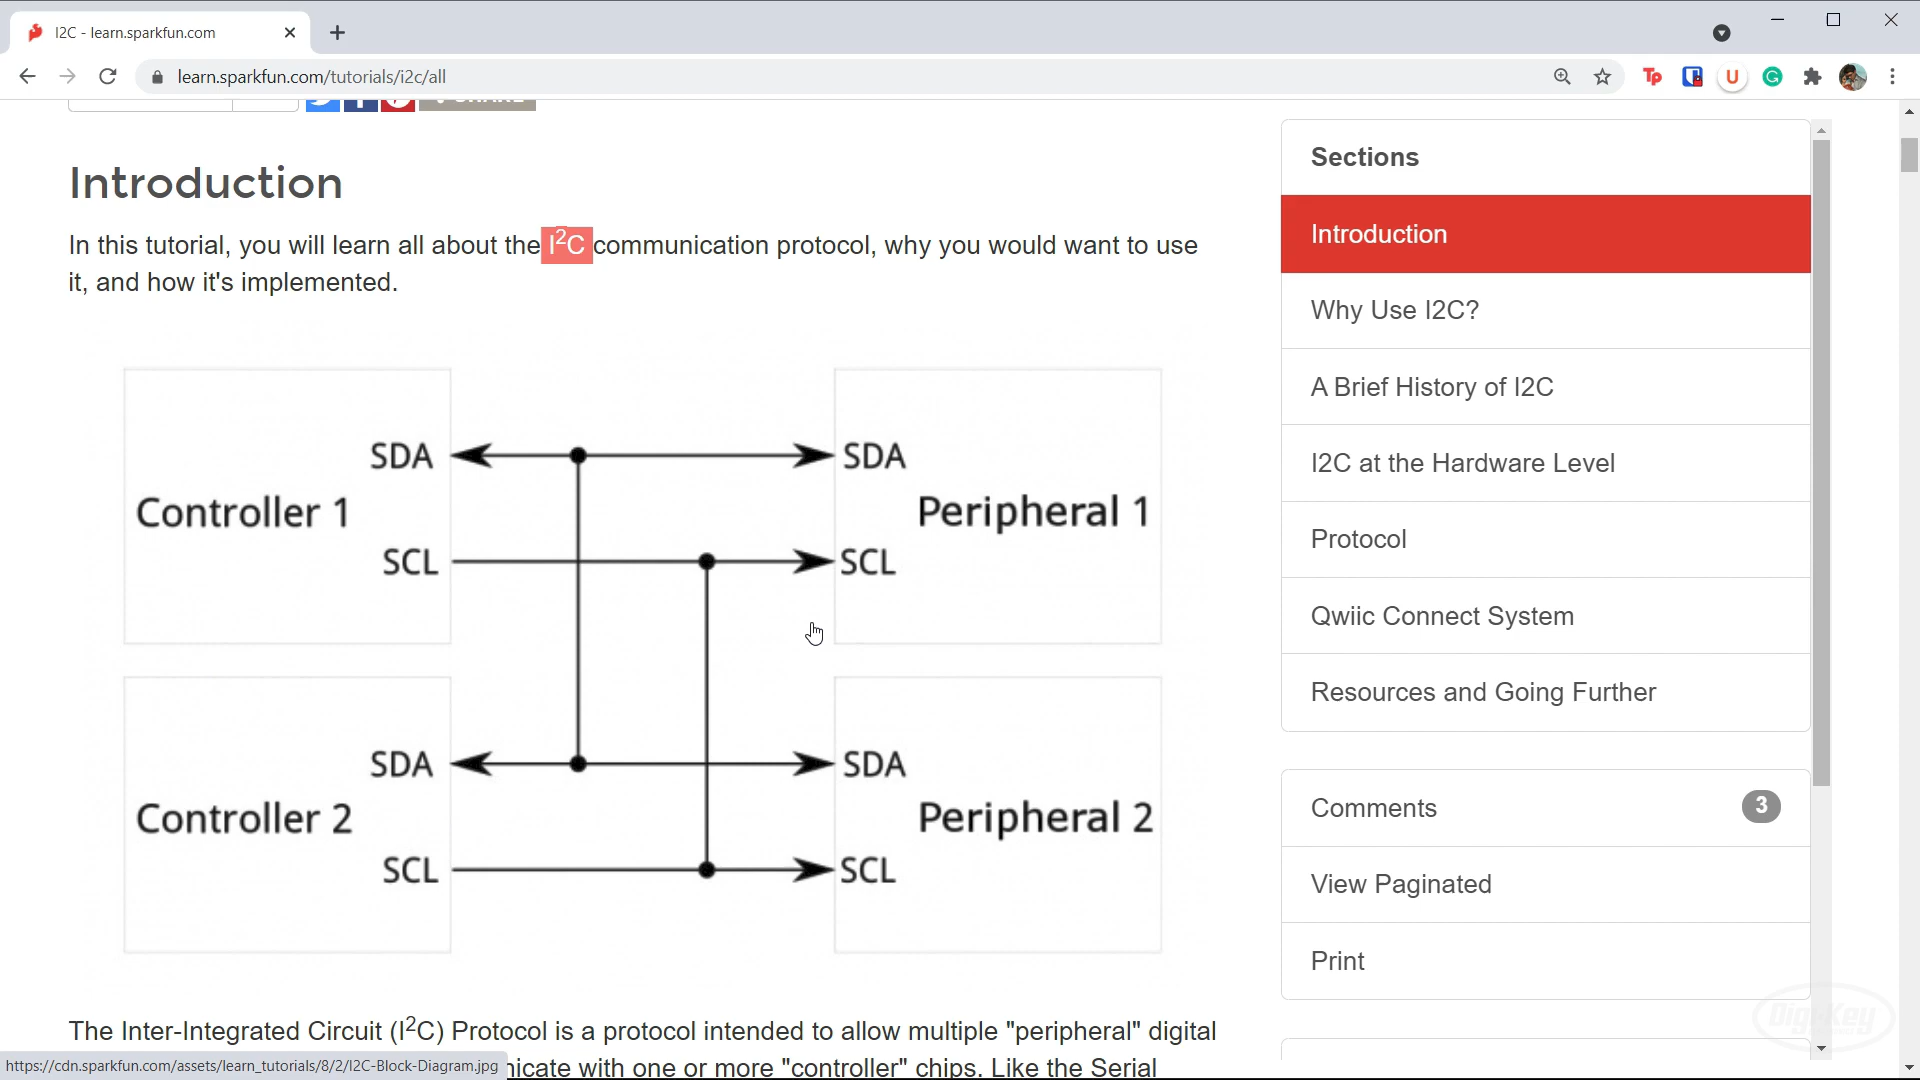 I2C - learn.sparkfun.com
learn.sparkfun.com/tutorials/i2c/all
Introduction
In this tutorial, you will learn all about the I²C communication protocol, why you would want to use
it, and how it's implemented.
SDA
SDA
Controller 1
Peripheral 1
SCL
SCL
SDA
SDA
Controller 2
Peripheral 2
SCL
SCL
The Inter-Integrated Circuit (I²C) Protocol is a protocol intended to allow multiple "peripheral" digital
with one or more "controller" chips. Like the Serial
https://cdn.sparkfun.com/assets/learn_tutorials/8/2/I2C-Block-Diagram.jpg
Sections
Introduction
Why Use I2C?
A Brief History of I2C
I2C at the Hardware Level
Protocol
Qwiic Connect System
Resources and Going Further
Comments
3
View Paginated
Print
Digi-Key